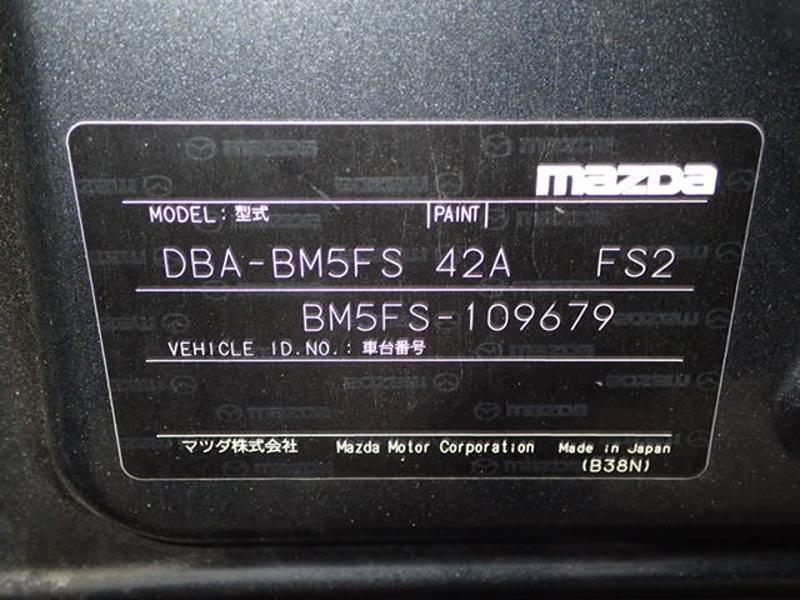 mazda
MODEL: 型式 PAINT
DBA-BM5FS 42A FS2
BM5FS-109679
VEHICLE ID.NO.: 車台番号
マツダ株式会社 Mazda Motor Corporation Made in Japan
(B38N)